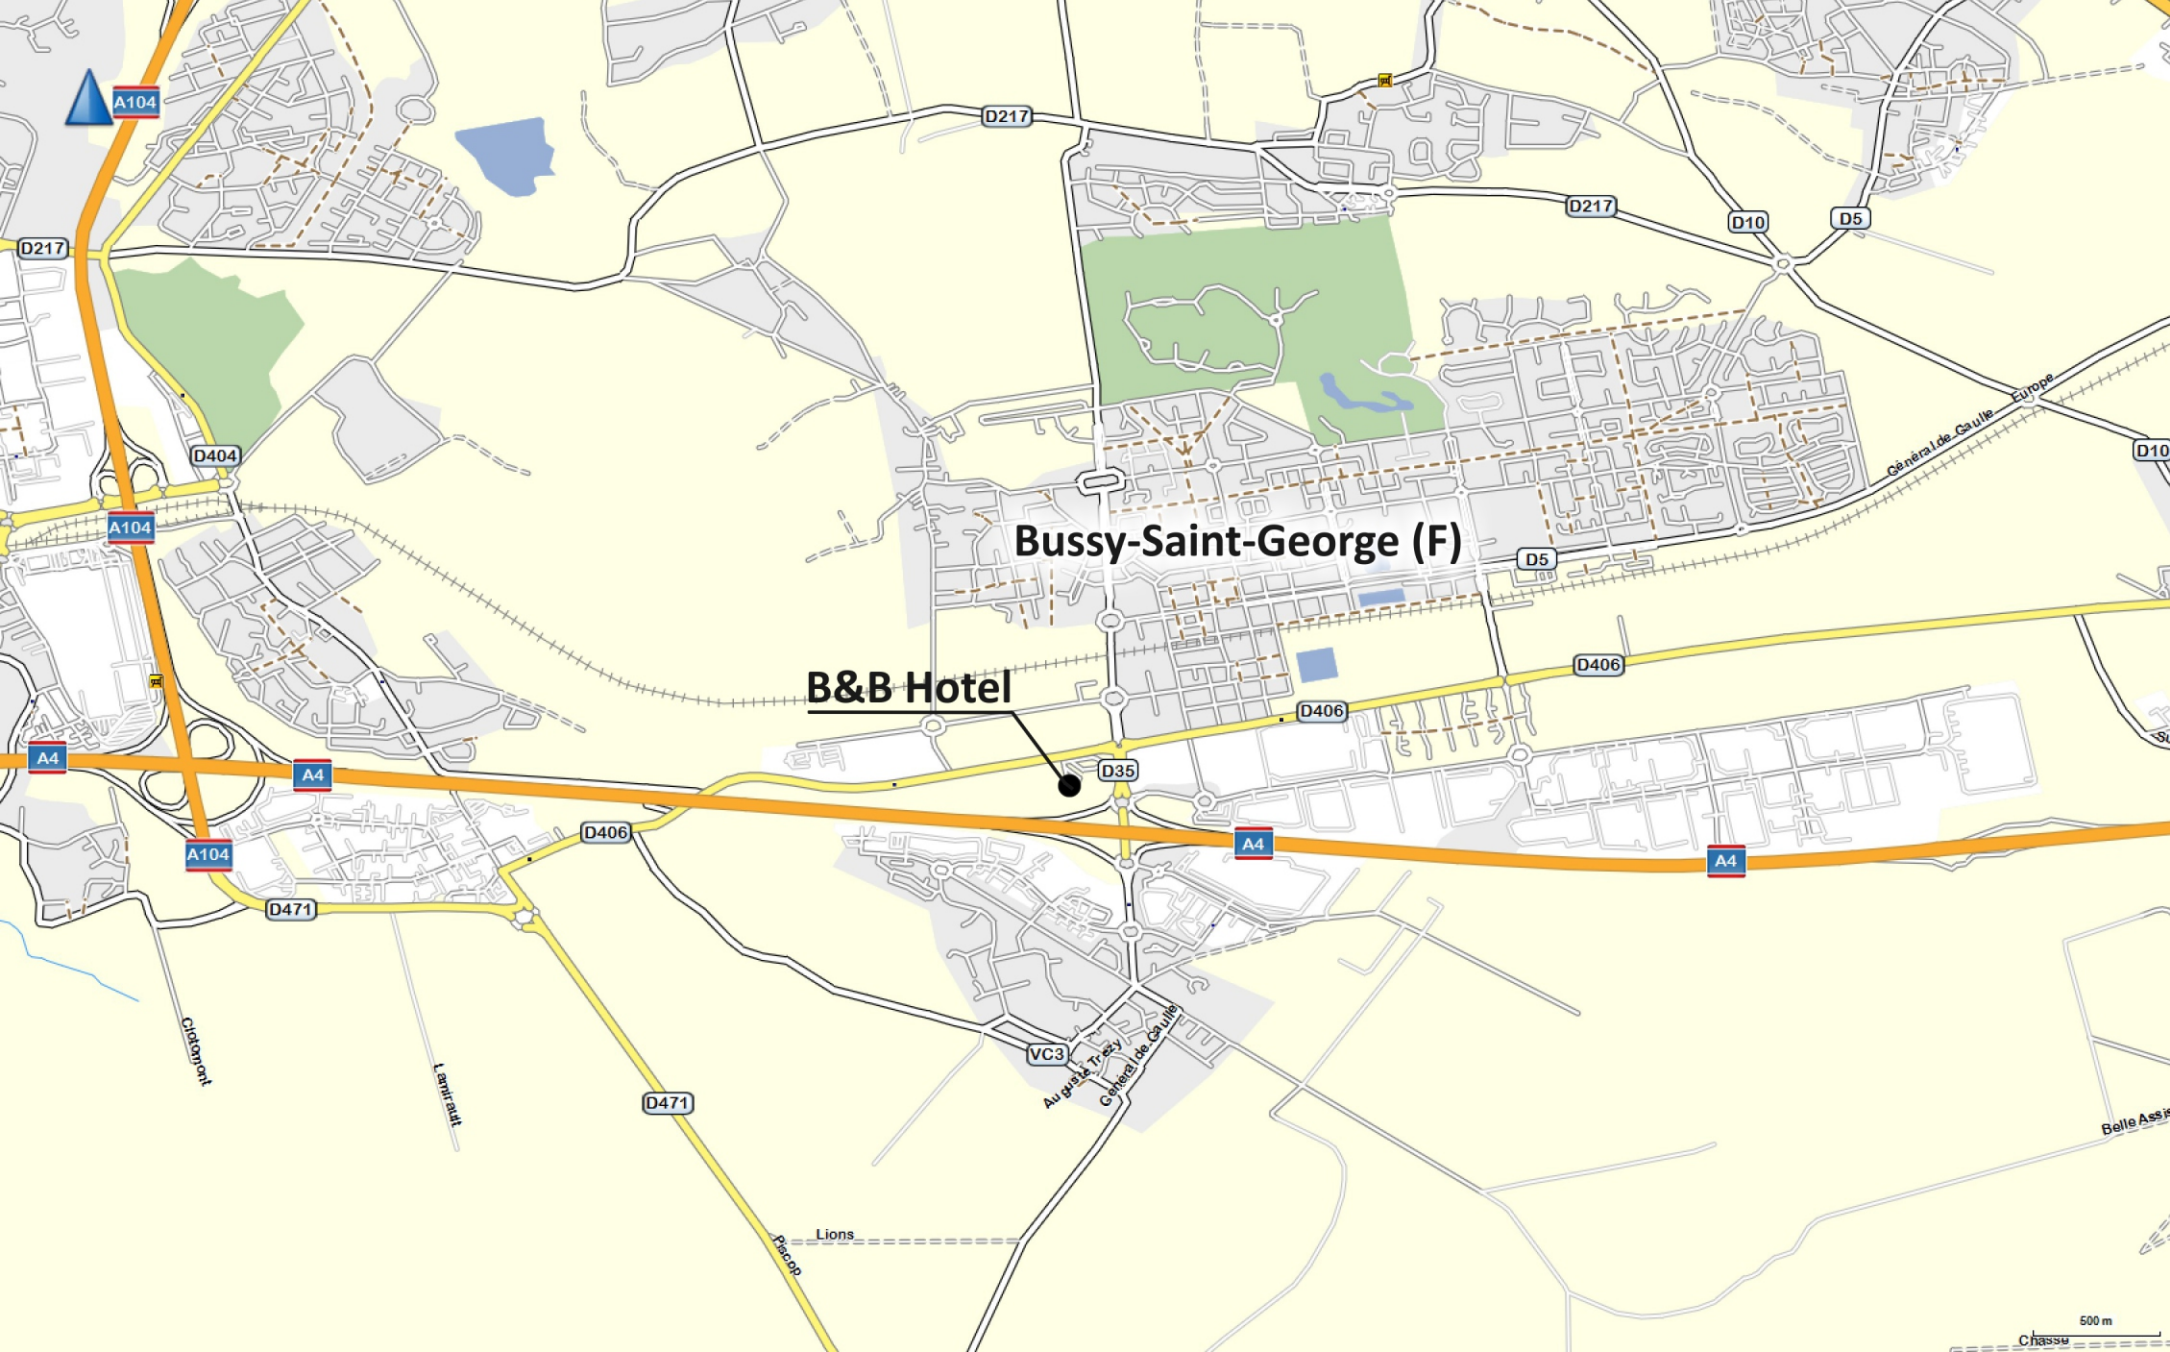 A104
D217
D217
D10
D5
D217
D404
Europe
Général de Gaulle
D10
A104
Bussy-Saint-George (F)
D5
D406
B&B Hotel
D406
A4
A4
D35
D406
A4
A4
A104
D471
Clotomont
Lamirault
VC3
Auguste Trezy
Général de Gaulle
D471
Belle Assis
Lions
Piscop
500 m
Chassu